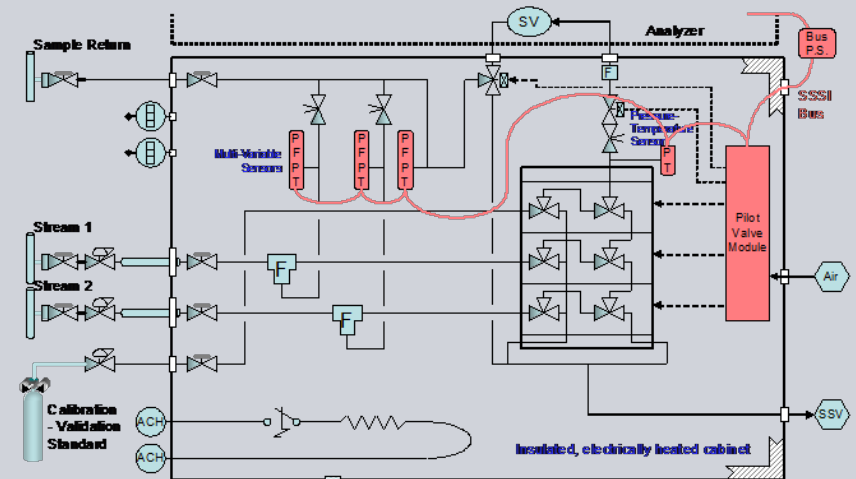 SV
Analyzer
Bus
P.S.
Sample Return
F
SSSI
Bus
Pressure-
Temperature
Sensor
Multi-Variable
Sensors
P
F
P
T
P
F
P
T
P
F
P
T
P
T
Pilot
Valve
Module
Stream 1
F
Air
Stream 2
F
Calibration
- Validation
Standard
ACH
SSV
ACH
Insulated, electrically heated cabinet